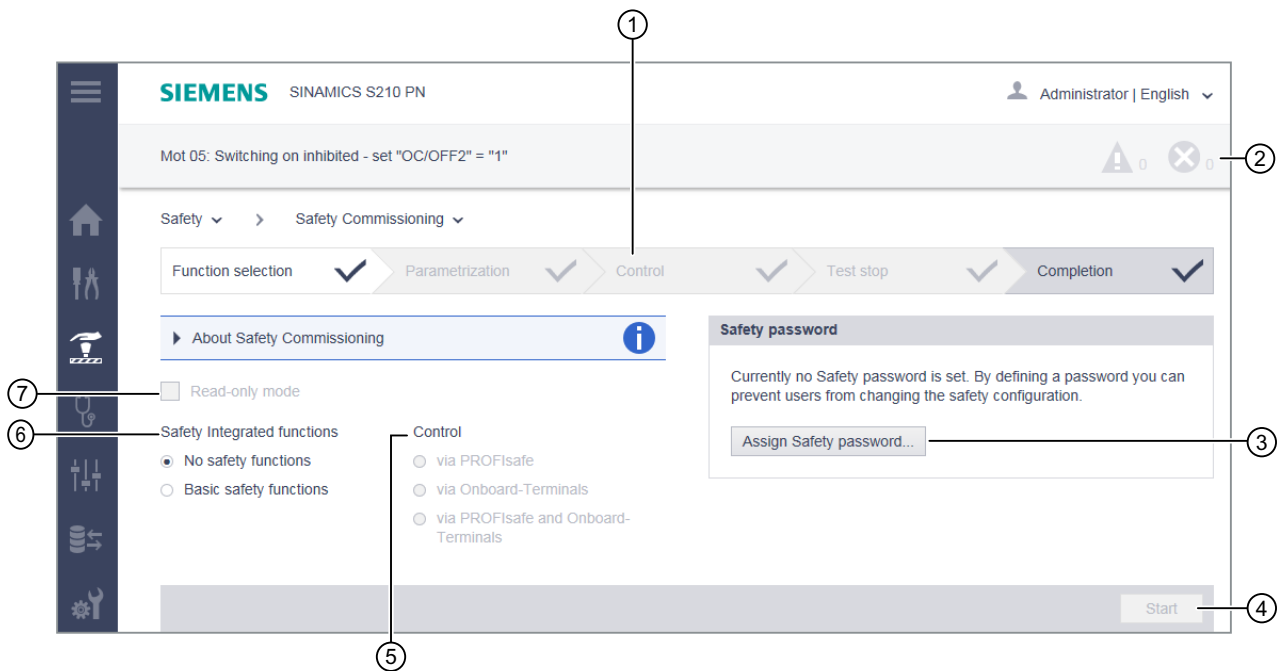 1
SIEMENS SINAMICS S210 PN Administrator | English
Mot 05: Switching on inhibited - set "OC/OFF2" = "1" 0 0 2
Safety > Safety Commissioning
Function selection Parametrization Control Test stop Completion
About Safety Commissioning i
Safety password
Currently no Safety password is set. By defining a password you can
prevent users from changing the safety configuration.
Assign Safety password... 3
7 Read-only mode
6 Safety Integrated functions
No safety functions
Basic safety functions
Control
via PROFIsafe
via Onboard-Terminals
via PROFIsafe and Onboard-
Terminals
Start 4
5